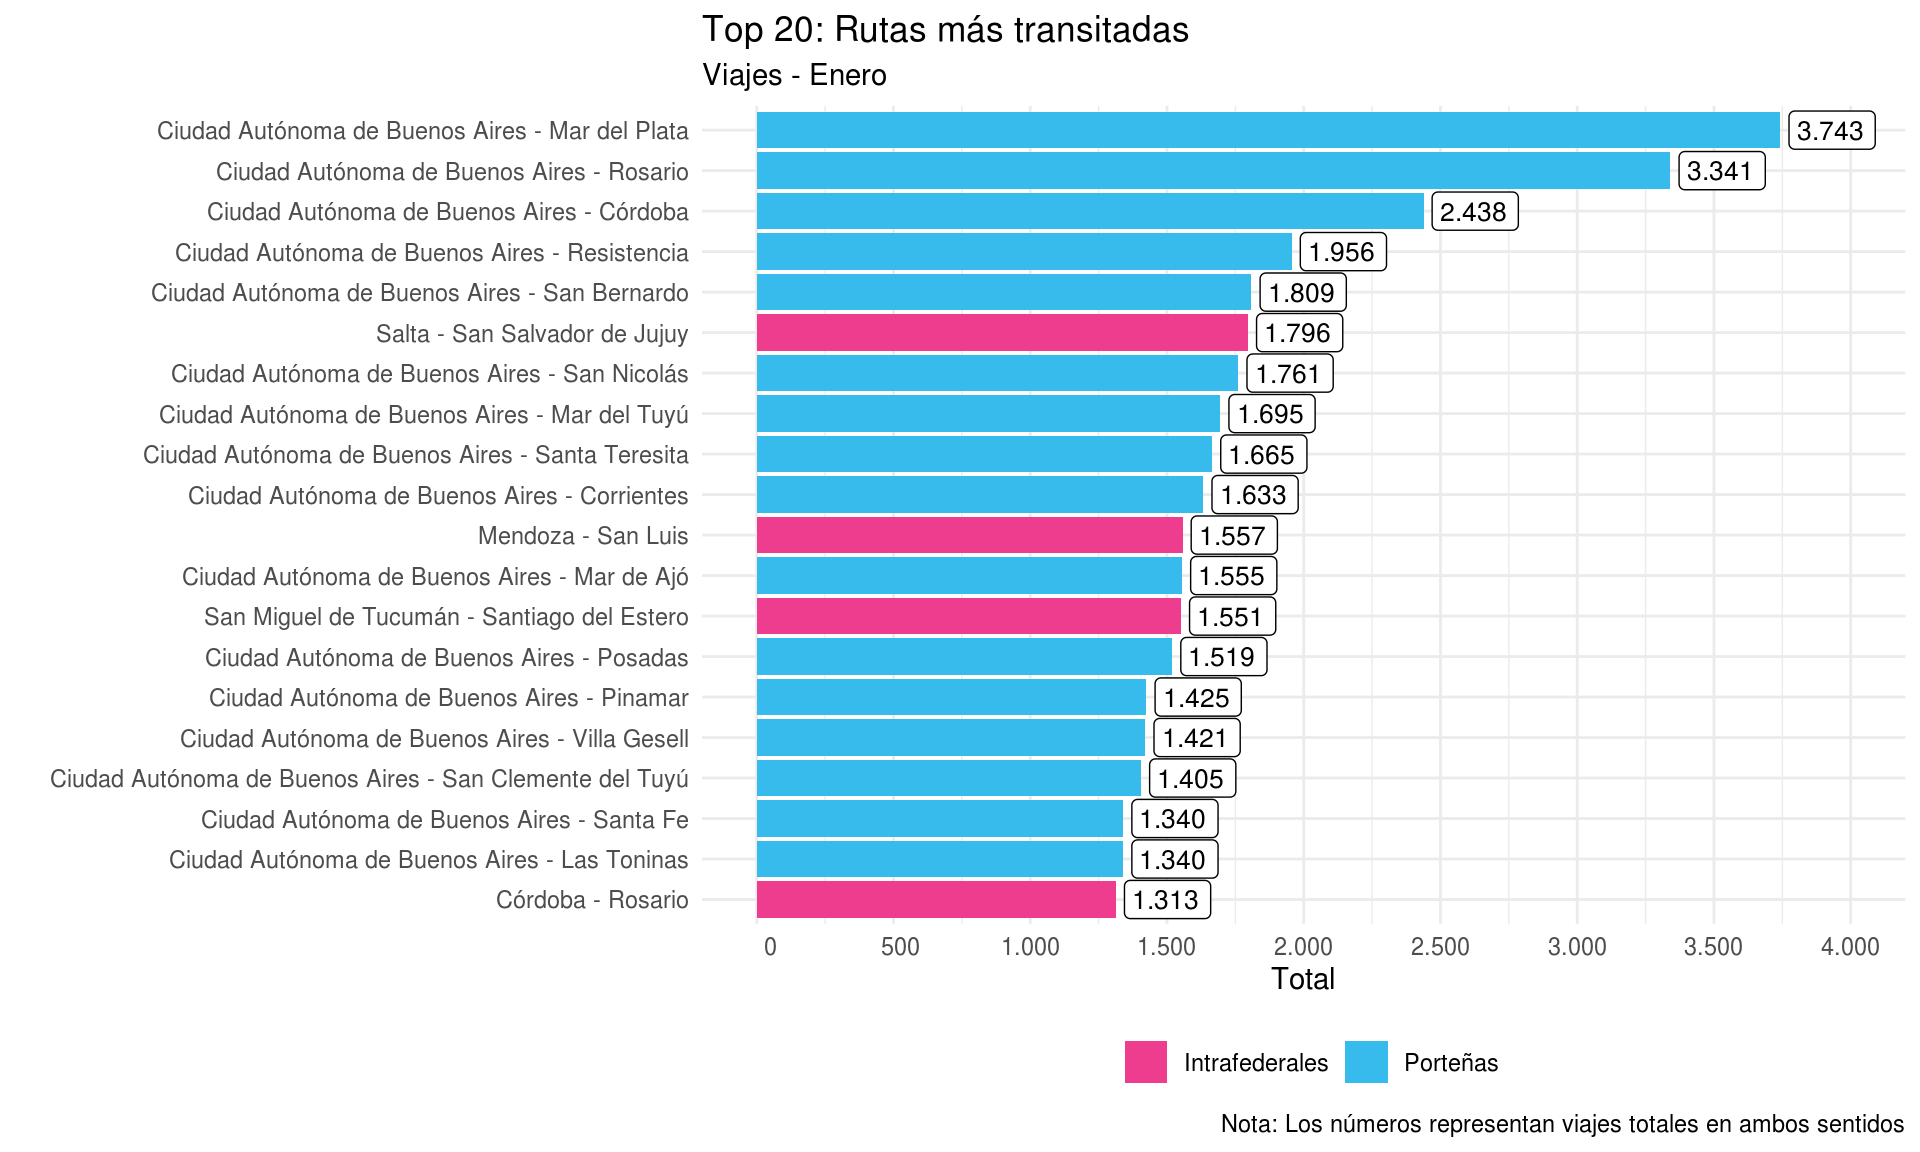 Top 20: Rutas más transitadas
Viajes - Enero
Ciudad Autónoma de Buenos Aires - Mar del Plata 3.743
Ciudad Autónoma de Buenos Aires - Rosario 3.341
Ciudad Autónoma de Buenos Aires - Córdoba 2.438
Ciudad Autónoma de Buenos Aires - Resistencia 1.956
Ciudad Autónoma de Buenos Aires - San Bernardo 1.809
Salta - San Salvador de Jujuy 1.796
Ciudad Autónoma de Buenos Aires - San Nicolás 1.761
Ciudad Autónoma de Buenos Aires - Mar del Tuyú 1.695
Ciudad Autónoma de Buenos Aires - Santa Teresita 1.665
Ciudad Autónoma de Buenos Aires - Corrientes 1.633
Mendoza - San Luis 1.557
Ciudad Autónoma de Buenos Aires - Mar de Ajó 1.555
San Miguel de Tucumán - Santiago del Estero 1.551
Ciudad Autónoma de Buenos Aires - Posadas 1.519
Ciudad Autónoma de Buenos Aires - Pinamar 1.425
Ciudad Autónoma de Buenos Aires - Villa Gesell 1.421
Ciudad Autónoma de Buenos Aires - San Clemente del Tuyú 1.405
Ciudad Autónoma de Buenos Aires - Santa Fe 1.340
Ciudad Autónoma de Buenos Aires - Las Toninas 1.340
Córdoba - Rosario 1.313
0 500 1.000 1.500 2.000 2.500 3.000 3.500 4.000
Total
Intrafederales Porteñas
Nota: Los números representan viajes totales en ambos sentidos